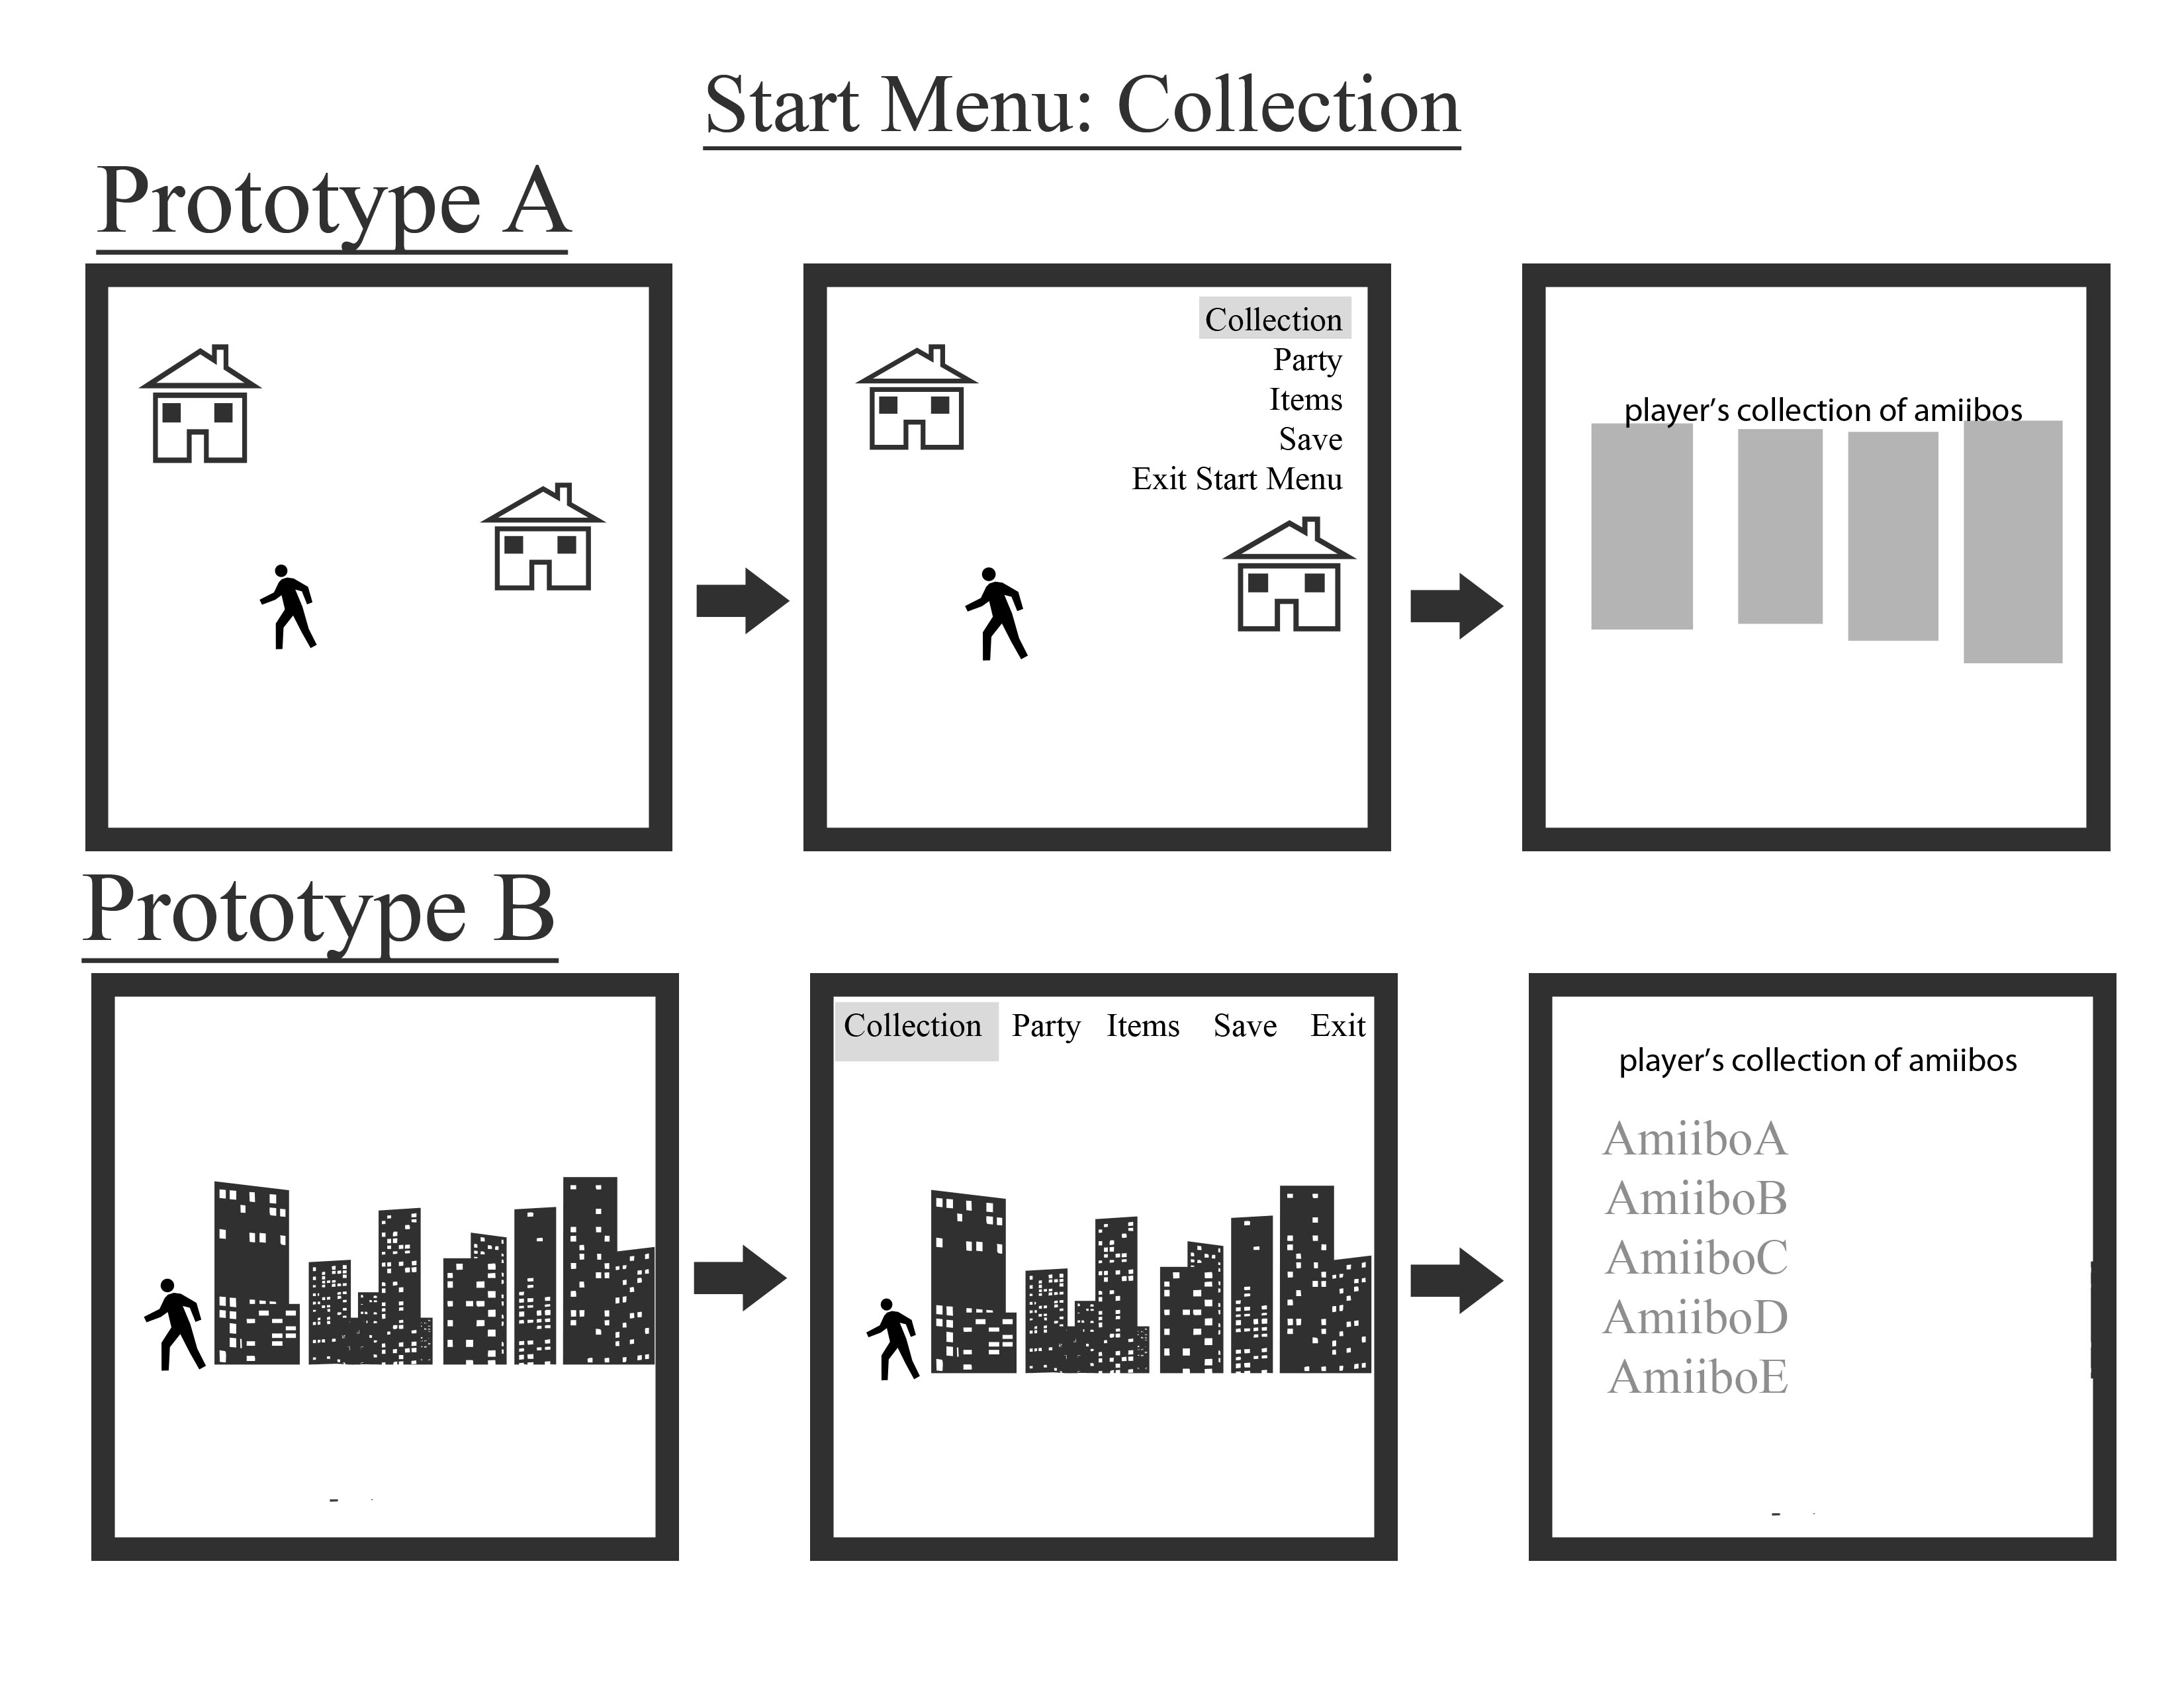 Start Menu: Collection
Prototype A
Collection
Party
Items
Save
Exit Start Menu
player’s collection of amiibos
Prototype B
Collection Party Items Save Exit
player’s collection of amiibos
AmiiboA
AmiiboB
AmiiboC
AmiiboD
AmiiboE